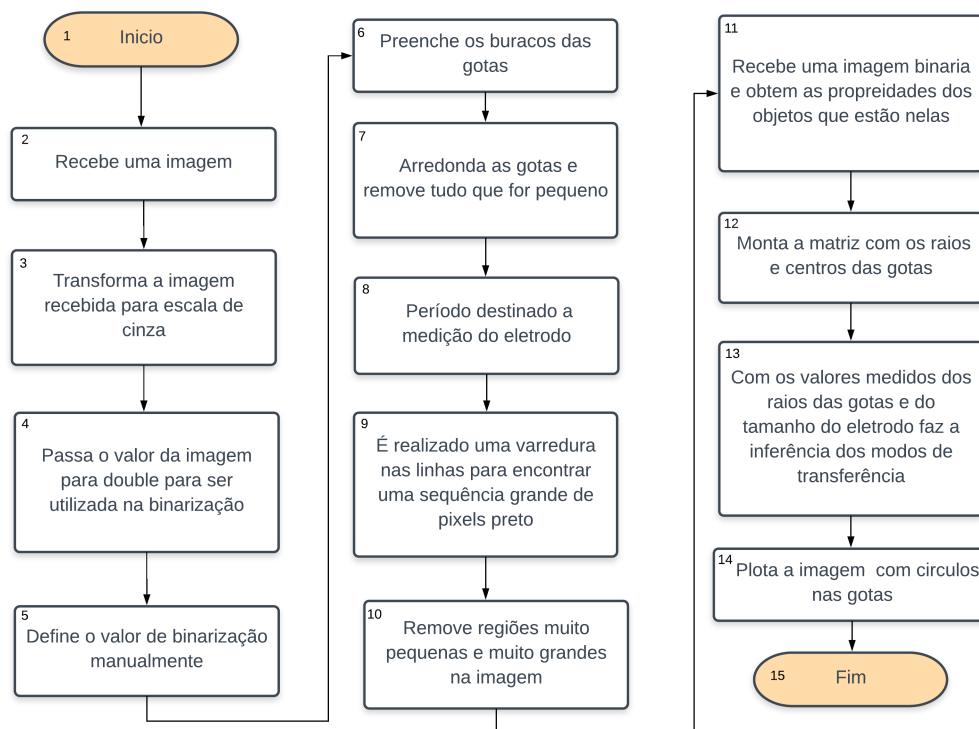 1
Inicio
2
Recebe uma imagem
3
Transforma a imagem
recebida para escala de
cinza
4
Passa o valor da imagem
para double para ser
utilizada na binarização
5
Define o valor de binarização
manualmente
6
Preenche os buracos das
gotas
7
Arredonda as gotas e
remove tudo que for pequeno
8
Período destinado a
medição do eletrodo
9
É realizado uma varredura
nas linhas para encontrar
uma sequência grande de
pixels preto
10
Remove regiões muito
pequenas e muito grandes
na imagem
11
Recebe uma imagem binaria
e obtem as propreidades dos
objetos que estão nelas
12
Monta a matriz com os raios
e centros das gotas
13
Com os valores medidos dos
raios das gotas e do
tamanho do eletrodo faz a
inferência dos modos de
transferência
14
Plota a imagem  com circulos
nas gotas
15
Fim